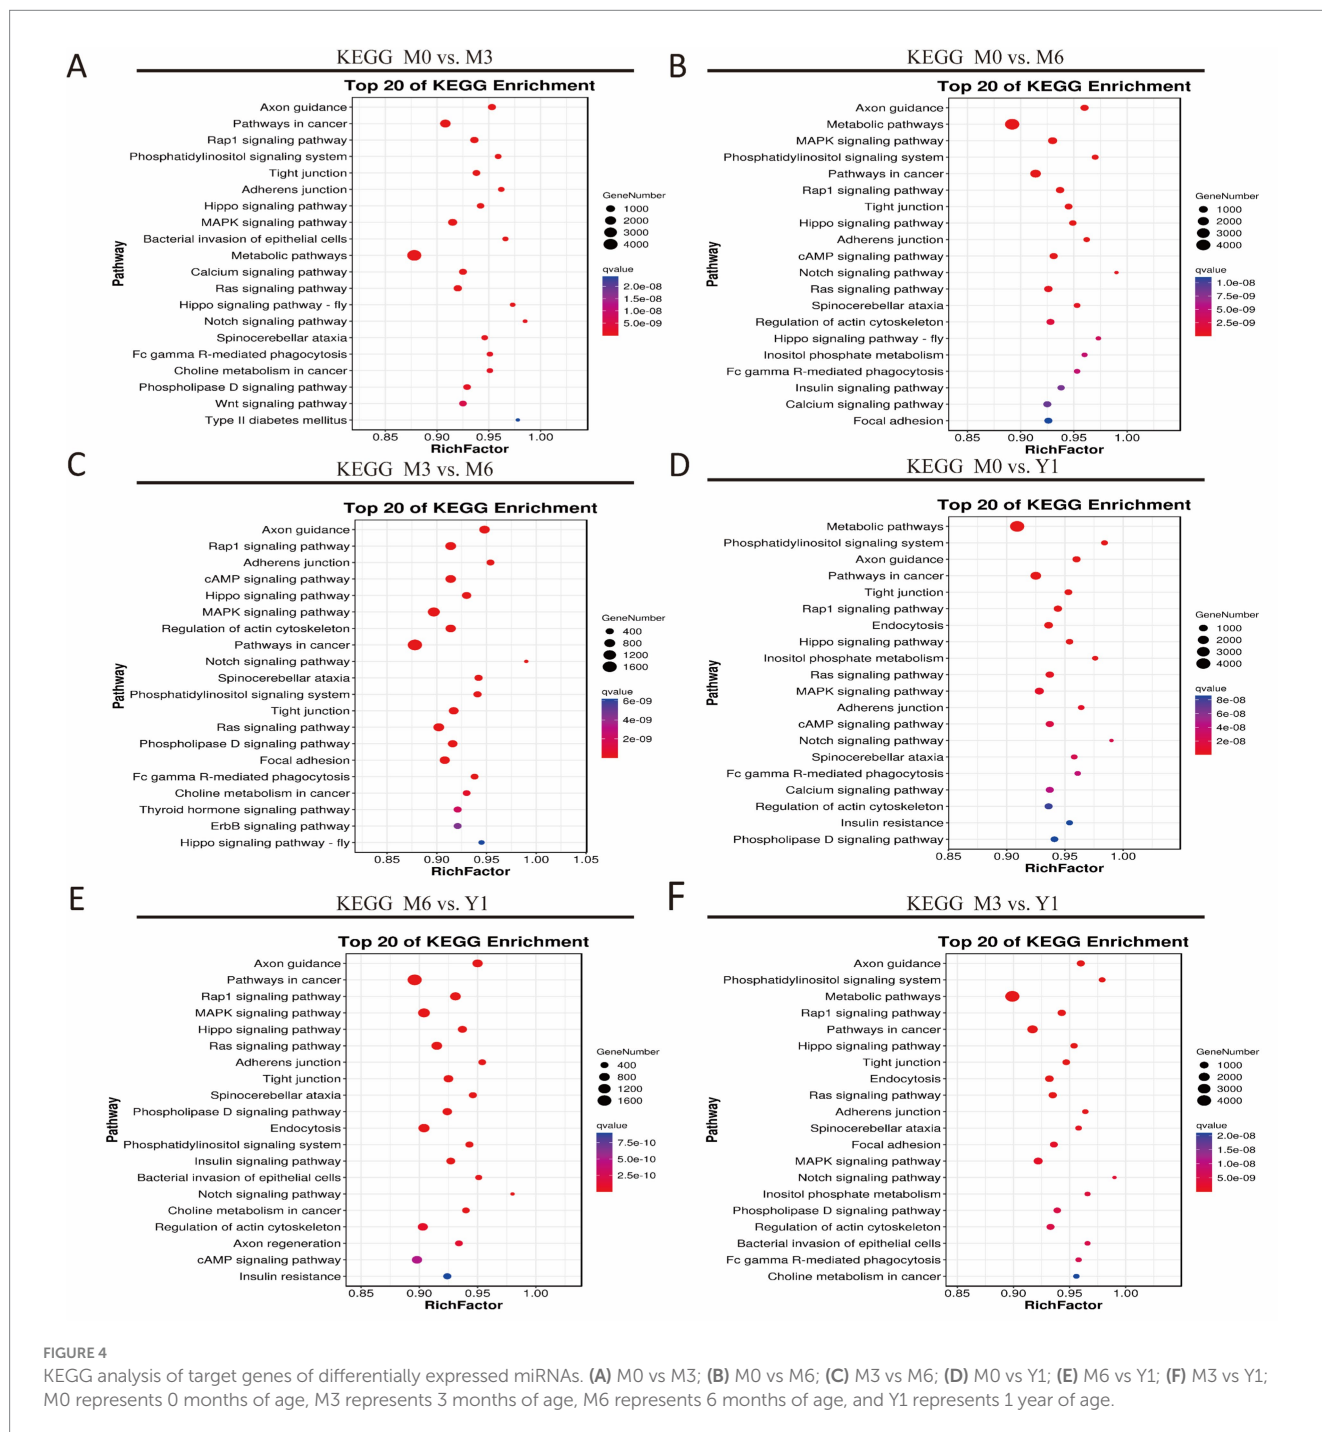 A
KEGG M0 vs. M3
Top 20 of KEGG Enrichment
Axon guidance
Pathways in cancer
Rap1 signaling pathway
Phosphatidylinositol signaling system
Tight junction
Adherens junction
Hippo signaling pathway
MAPK signaling pathway
Bacterial invasion of epithelial cells
Metabolic pathways
Calcium signaling pathway
Ras signaling pathway
Hippo signaling pathway - fly
Notch signaling pathway
Spinocerebellar ataxia
Fc gamma R-mediated phagocytosis
Choline metabolism in cancer
Phospholipase D signaling pathway
Wnt signaling pathway
Type II diabetes mellitus
Pathway
0.85 0.90 0.95 1.00
RichFactor
GeneNumber
1000
2000
3000
4000
qvalue
2.0e-08
1.5e-08
1.0e-08
5.0e-09
B
KEGG M0 vs. M6
Top 20 of KEGG Enrichment
Axon guidance
Metabolic pathways
MAPK signaling pathway
Phosphatidylinositol signaling system
Pathways in cancer
Rap1 signaling pathway
Tight junction
Hippo signaling pathway
Adherens junction
cAMP signaling pathway
Notch signaling pathway
Ras signaling pathway
Spinocerebellar ataxia
Regulation of actin cytoskeleton
Hippo signaling pathway - fly
Inositol phosphate metabolism
Fc gamma R-mediated phagocytosis
Insulin signaling pathway
Calcium signaling pathway
Focal adhesion
Pathway
0.85 0.90 0.95 1.00
RichFactor
GeneNumber
1000
2000
3000
4000
qvalue
1.0e-08
7.5e-09
5.0e-09
2.5e-09
C
KEGG M3 vs. M6
Top 20 of KEGG Enrichment
Axon guidance
Rap1 signaling pathway
Adherens junction
cAMP signaling pathway
Hippo signaling pathway
MAPK signaling pathway
Regulation of actin cytoskeleton
Pathways in cancer
Notch signaling pathway
Spinocerebellar ataxia
Phosphatidylinositol signaling system
Tight junction
Ras signaling pathway
Phospholipase D signaling pathway
Focal adhesion
Fc gamma R-mediated phagocytosis
Choline metabolism in cancer
Thyroid hormone signaling pathway
ErbB signaling pathway
Hippo signaling pathway - fly
Pathway
0.85 0.90 0.95 1.00 1.05
RichFactor
GeneNumber
400
800
1200
1600
qvalue
6e-09
4e-09
2e-09
D
KEGG M0 vs. Y1
Top 20 of KEGG Enrichment
Metabolic pathways
Phosphatidylinositol signaling system
Axon guidance
Pathways in cancer
Tight junction
Rap1 signaling pathway
Endocytosis
Hippo signaling pathway
Inositol phosphate metabolism
Ras signaling pathway
MAPK signaling pathway
Adherens junction
cAMP signaling pathway
Notch signaling pathway
Spinocerebellar ataxia
Fc gamma R-mediated phagocytosis
Calcium signaling pathway
Regulation of actin cytoskeleton
Insulin resistance
Phospholipase D signaling pathway
Pathway
0.85 0.90 0.95 1.00
RichFactor
GeneNumber
1000
2000
3000
4000
qvalue
8e-08
6e-08
4e-08
2e-08
E
KEGG M6 vs. Y1
Top 20 of KEGG Enrichment
Axon guidance
Pathways in cancer
Rap1 signaling pathway
MAPK signaling pathway
Hippo signaling pathway
Ras signaling pathway
Adherens junction
Tight junction
Spinocerebellar ataxia
Phospholipase D signaling pathway
Endocytosis
Phosphatidylinositol signaling system
Insulin signaling pathway
Bacterial invasion of epithelial cells
Notch signaling pathway
Choline metabolism in cancer
Regulation of actin cytoskeleton
Axon regeneration
cAMP signaling pathway
Insulin resistance
Pathway
0.85 0.90 0.95 1.00
RichFactor
GeneNumber
400
800
1200
1600
qvalue
7.5e-10
5.0e-10
2.5e-10
F
KEGG M3 vs. Y1
Top 20 of KEGG Enrichment
Axon guidance
Phosphatidylinositol signaling system
Metabolic pathways
Rap1 signaling pathway
Pathways in cancer
Hippo signaling pathway
Tight junction
Endocytosis
Ras signaling pathway
Adherens junction
Spinocerebellar ataxia
Focal adhesion
MAPK signaling pathway
Notch signaling pathway
Inositol phosphate metabolism
Phospholipase D signaling pathway
Regulation of actin cytoskeleton
Bacterial invasion of epithelial cells
Fc gamma R-mediated phagocytosis
Choline metabolism in cancer
Pathway
0.85 0.90 0.95 1.00
RichFactor
GeneNumber
1000
2000
3000
4000
qvalue
2.0e-08
1.5e-08
1.0e-08
5.0e-09
FIGURE 4
KEGG analysis of target genes of differentially expressed miRNAs. (A) M0 vs M3; (B) M0 vs M6; (C) M3 vs M6; (D) M0 vs Y1; (E) M6 vs Y1; (F) M3 vs Y1;
M0 represents 0 months of age, M3 represents 3 months of age, M6 represents 6 months of age, and Y1 represents 1 year of age.